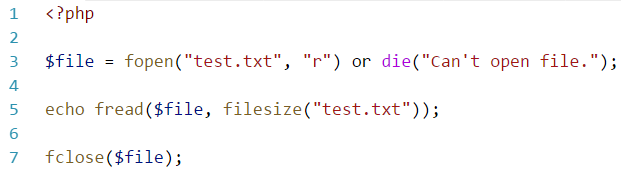 1 <?php
2
3 $file = fopen("test.txt", "r") or die("Can't open file.");
4
5 echo fread($file, filesize("test.txt"));
6
7 fclose($file);